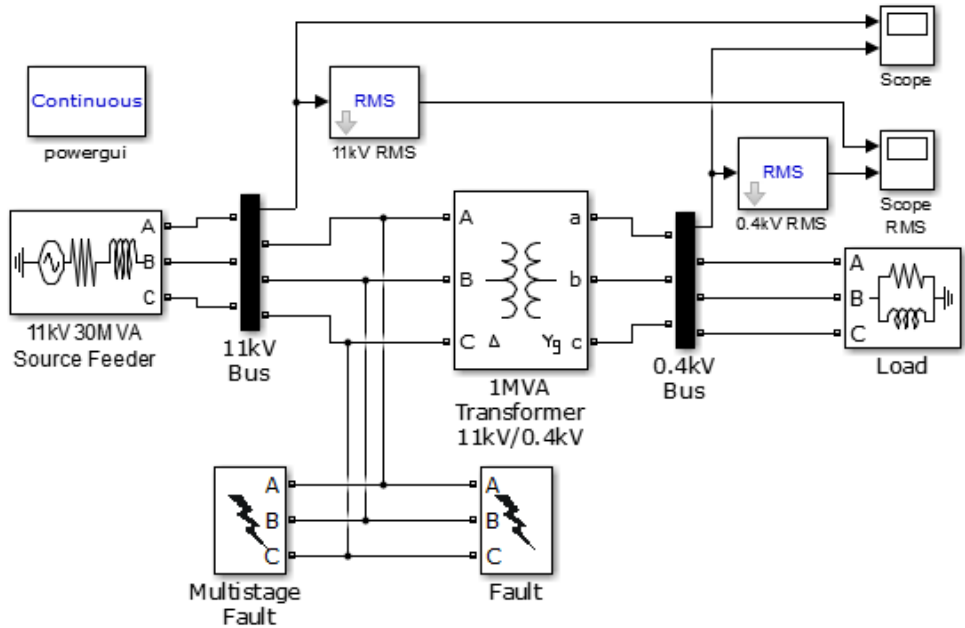 Scope
Continuous
powergui
RMS
11kV RMS
RMS
0.4kV RMS
Scope
RMS
A
B
C
11kV 30MVA
Source Feeder
11kV
Bus
A
B
C
Δ
a
b
c
Yg
1MVA
Transformer
11kV/0.4kV
0.4kV
Bus
A
B
C
Load
A
B
C
Multistage
Fault
A
B
C
Fault